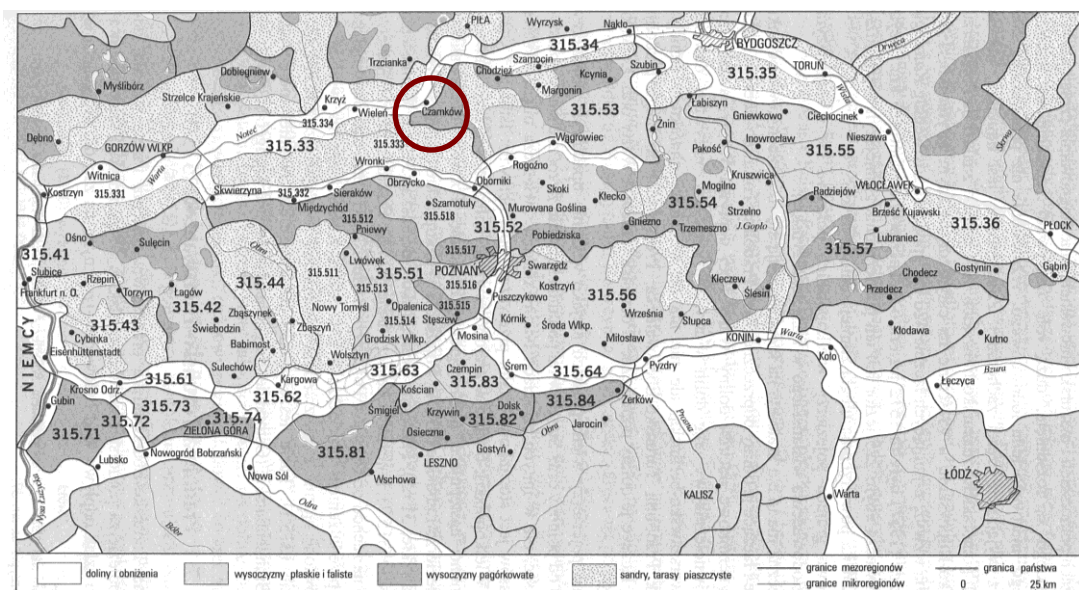 PIŁA
Wyrzysk
Nakło
315.34
BYDGOSZCZ
Drwęca
Trzcianka
Szamocin
Dobiegniew
Chodzież
Kcynia
Szubin
315.35
TORUŃ
Myślibórz
Margonin
Wisła
Strzelce Krajeńskie
Krzyż
Czarnków
315.53
Łabiszyn
Wieleń
Gniewkowo
Ciechocinek
315.334
Noteć
Żnin
Nieszawa
Dębno
315.33
315.333
Wągrowiec
Pakość
Inowrocław
315.55
Skrwa
GORZÓW WLKP.
Wronki
Rogoźno
Witnica
Warta
Obrzycko
Oborniki
Kruszwica
Kostrzyn
315.331
Skwierzyna
315.332
Sieraków
Skoki
Mogilno
Radziejów
WŁOCŁAWEK
Międzychód
Szamotuły
Kłecko
315.54
Strzelno
Brześć Kujawski
315.512
315.518
Murowana Goślina
315.36
PŁOCK
Ośno
Obra
Pniewy
315.52
Gniezno
J.Gopło
Sulęcin
Pobiedziska
Trzemeszno
Lubraniec
315.41
315.517
315.57
Lwówek
Słubice
315.44
315.51
POZNAŃ
Swarzędz
Gostynin
Gąbin
Rzepin
315.511
315.516
Kleczew
Chodecz
Frankfurt n. O.
Torzym
Łagów
315.513
Kostrzyn
Ślesin
Przedecz
315.42
Nowy Tomyśl
Opalenica
315.515
Puszczykowo
315.56
315.43
Zbąszynek
315.514
Stęszew
Września
Świebodzin
Zbąszyń
Kórnik
Słupca
Kłodawa
Cybinka
Grodzisk Wlkp.
Środa Wlkp.
Babimost
Mosina
Miłosław
KONIN
Warta
Kutno
Eisenhüttenstadt
Koło
NIEMCY
Sulechów
Wolsztyn
315.63
Czempin
Śrem
Pyzdry
315.61
Kargowa
315.64
Bzura
Krosno Odrz.
Kościan
315.83
Łęczyca
Gubin
315.73
315.62
Śmigiel
Dolsk
315.84
Żerków
315.72
315.74
Krzywin
315.82
Prosna
315.71
ZIELONA GÓRA
Osieczna
Obra
Jarocin
Lubsko
Nowogród Bobrzański
315.81
LESZNO
Gostyń
Nowa Sól
Wschowa
ŁÓDŹ
KALISZ
Odra
Warta
Nysa Łużycka
Bóbr
doliny i obniżenia
wysoczyzny płaskie i faliste
wysoczyzny pagórkowate
sandry, tarasy piaszczyste
granice mezoregionów
granice mikroregionów
granica państwa
0 25 km